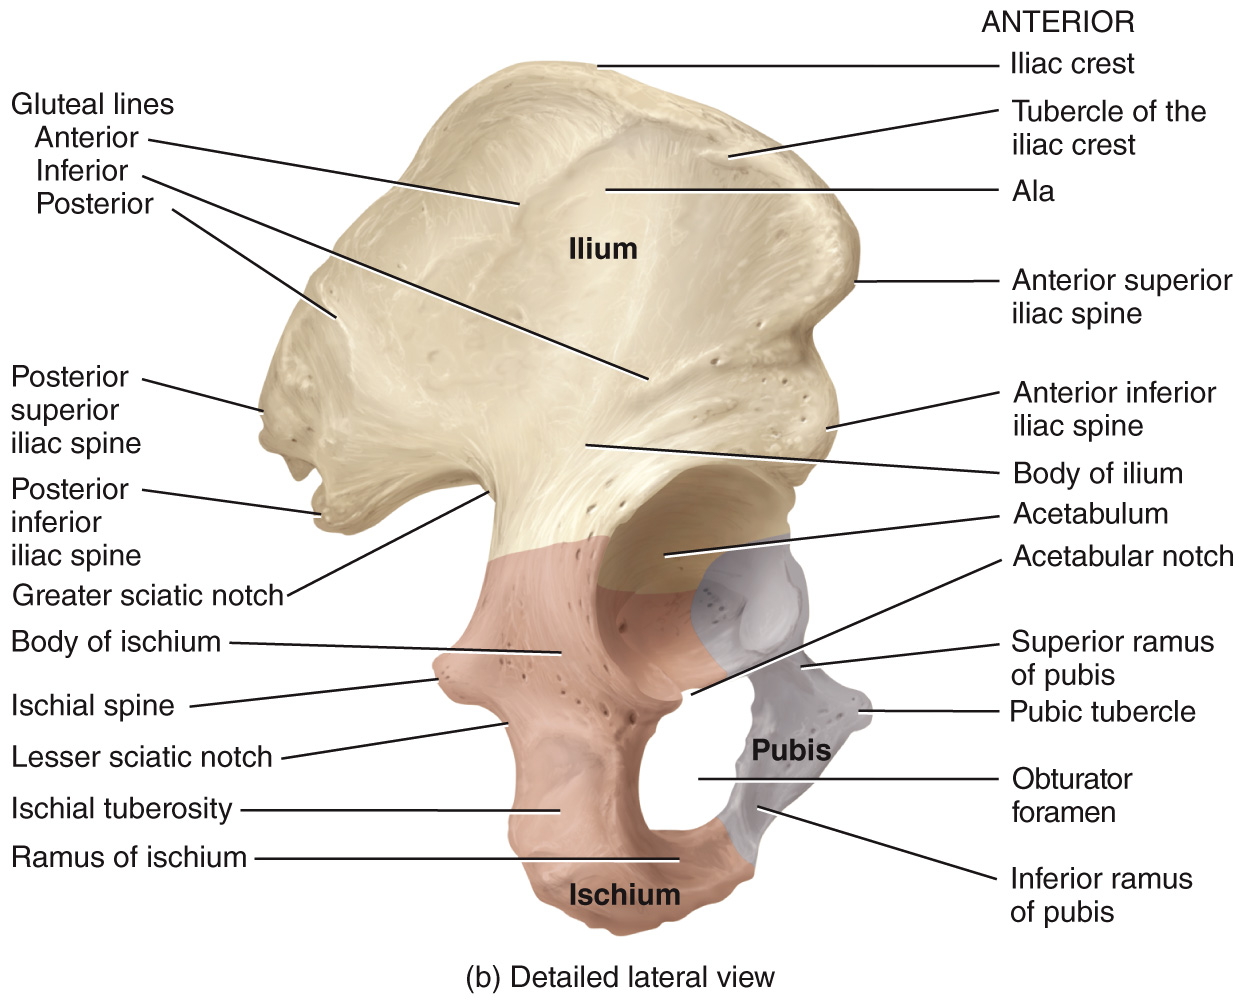 ANTERIOR
Iliac crest
Tubercle of the
iliac crest
Ala
Anterior superior
iliac spine
Anterior inferior
iliac spine
Body of ilium
Acetabulum
Acetabular notch
Superior ramus
of pubis
Pubic tubercle
Obturator
foramen
Inferior ramus
of pubis
Gluteal lines
Anterior
Inferior
Posterior
Posterior
superior
iliac spine
Posterior
inferior
iliac spine
Greater sciatic notch
Body of ischium
Ischial spine
Lesser sciatic notch
Ischial tuberosity
Ramus of ischium
Ilium
Pubis
Ischium
(b) Detailed lateral view